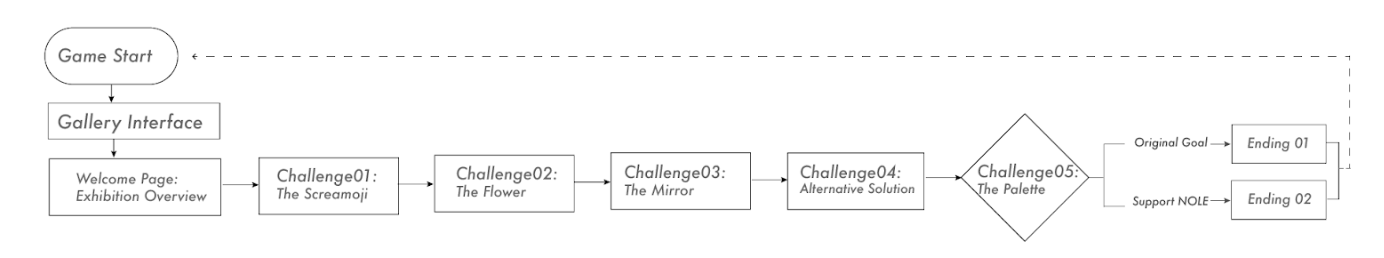 Game Start
Gallery Interface
Welcome Page:
Exhibition Overview
Challenge01:
The Screamoji
Challenge02:
The Flower
Challenge03:
The Mirror
Challenge04:
Alternative Solution
Challenge05:
The Palette
Original Goal
Ending 01
Support NOLE
Ending 02